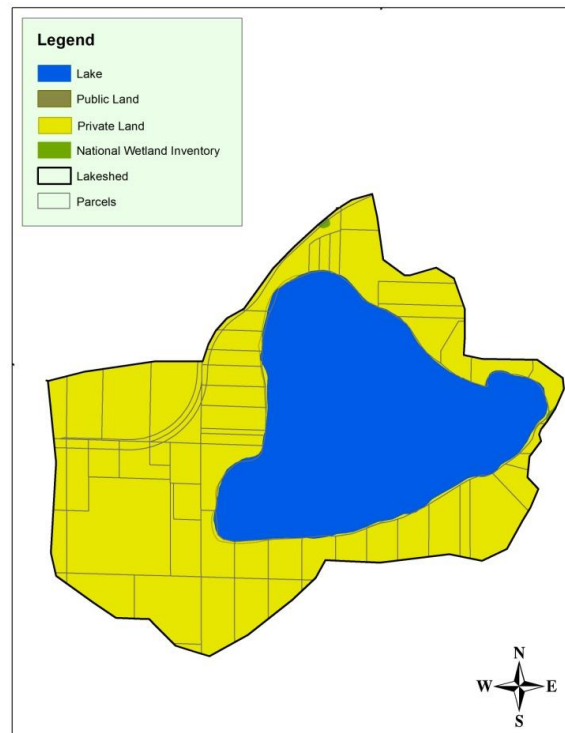 Legend
Lake
Public Land
Private Land
National Wetland Inventory
Lakeshed
Parcels
N
W E
S